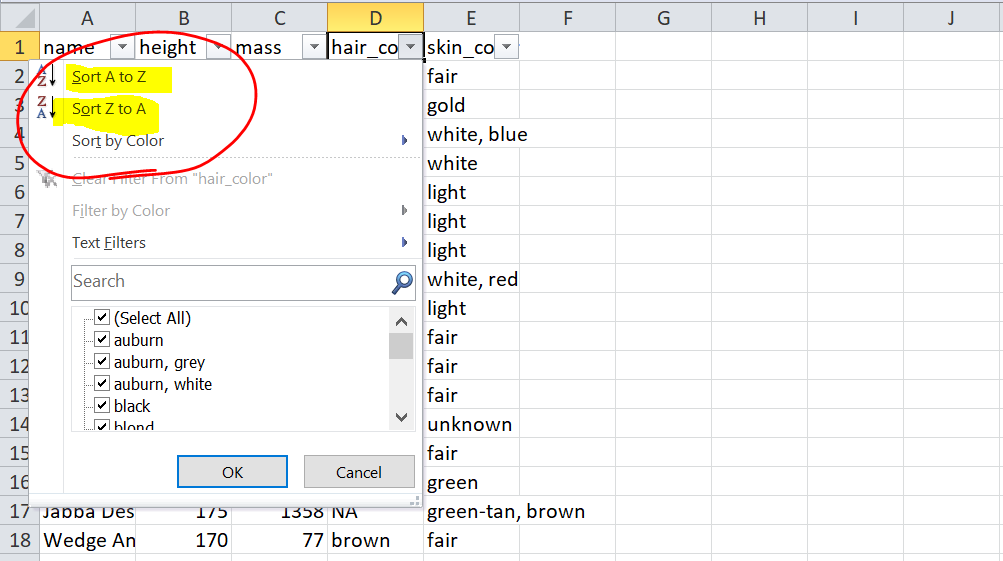 A B C D E F G H I J
1 name height mass hair_co skin_co
2 Sort A to Z fair
3 Sort Z to A gold
4 Sort by Color white, blue
5 white
6 Clear Filter From "hair_color" light
7 Filter by Color light
8 Text Filters light
9 Search white, red
10 (Select All) light
11 auburn fair
12 auburn, grey fair
13 auburn, white fair
14 black unknown
15 blond fair
16 OK Cancel green
17 Jabba Des 175 1358 NA green-tan, brown
18 Wedge An 170 77 brown fair